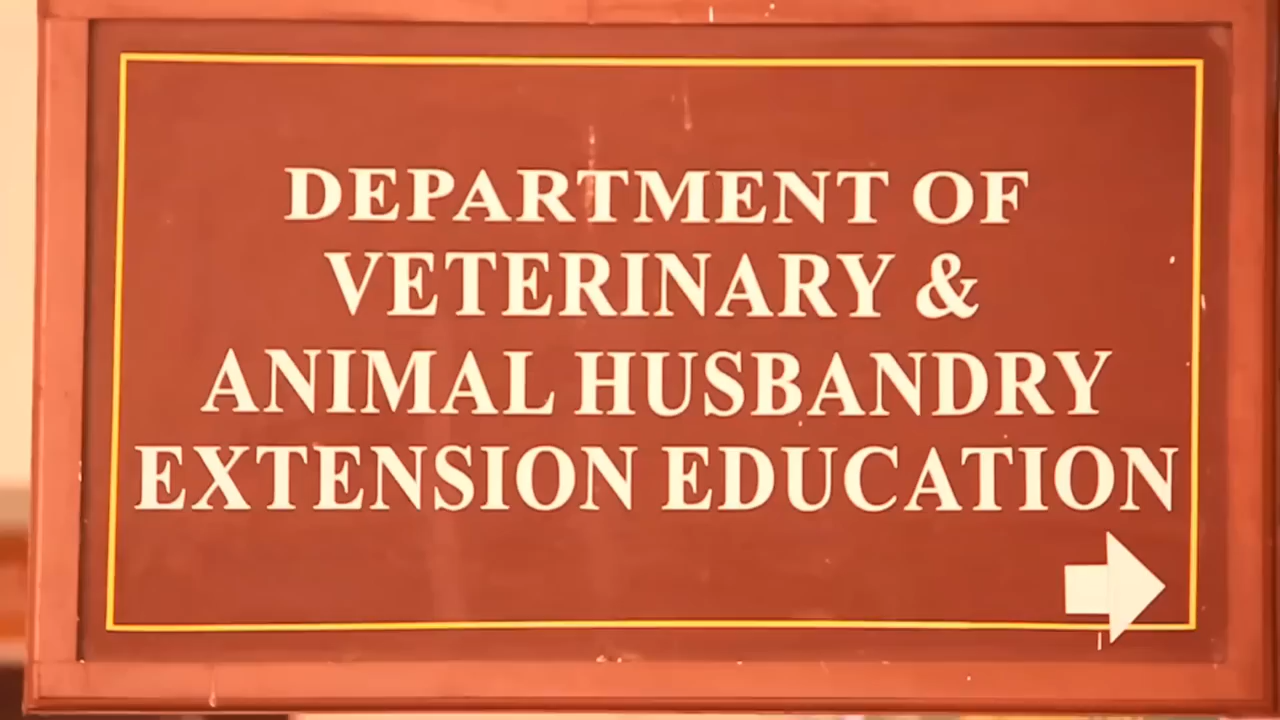 DEPARTMENT OF
VETERINARY &
ANIMAL HUSBANDRY
EXTENSION EDUCATION